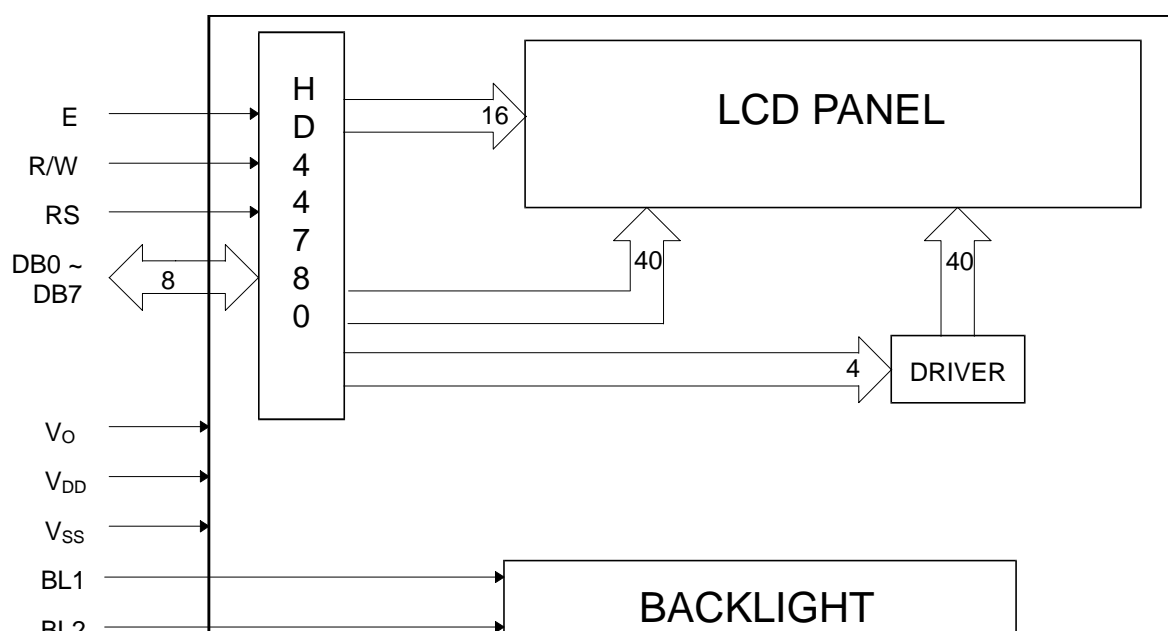 E
R/W
RS
DB0 ~
DB7
8
H
D
4
4
7
8
0
16
LCD PANEL
40
40
4
DRIVER
VO
VDD
VSS
BL1
BL2
BACKLIGHT